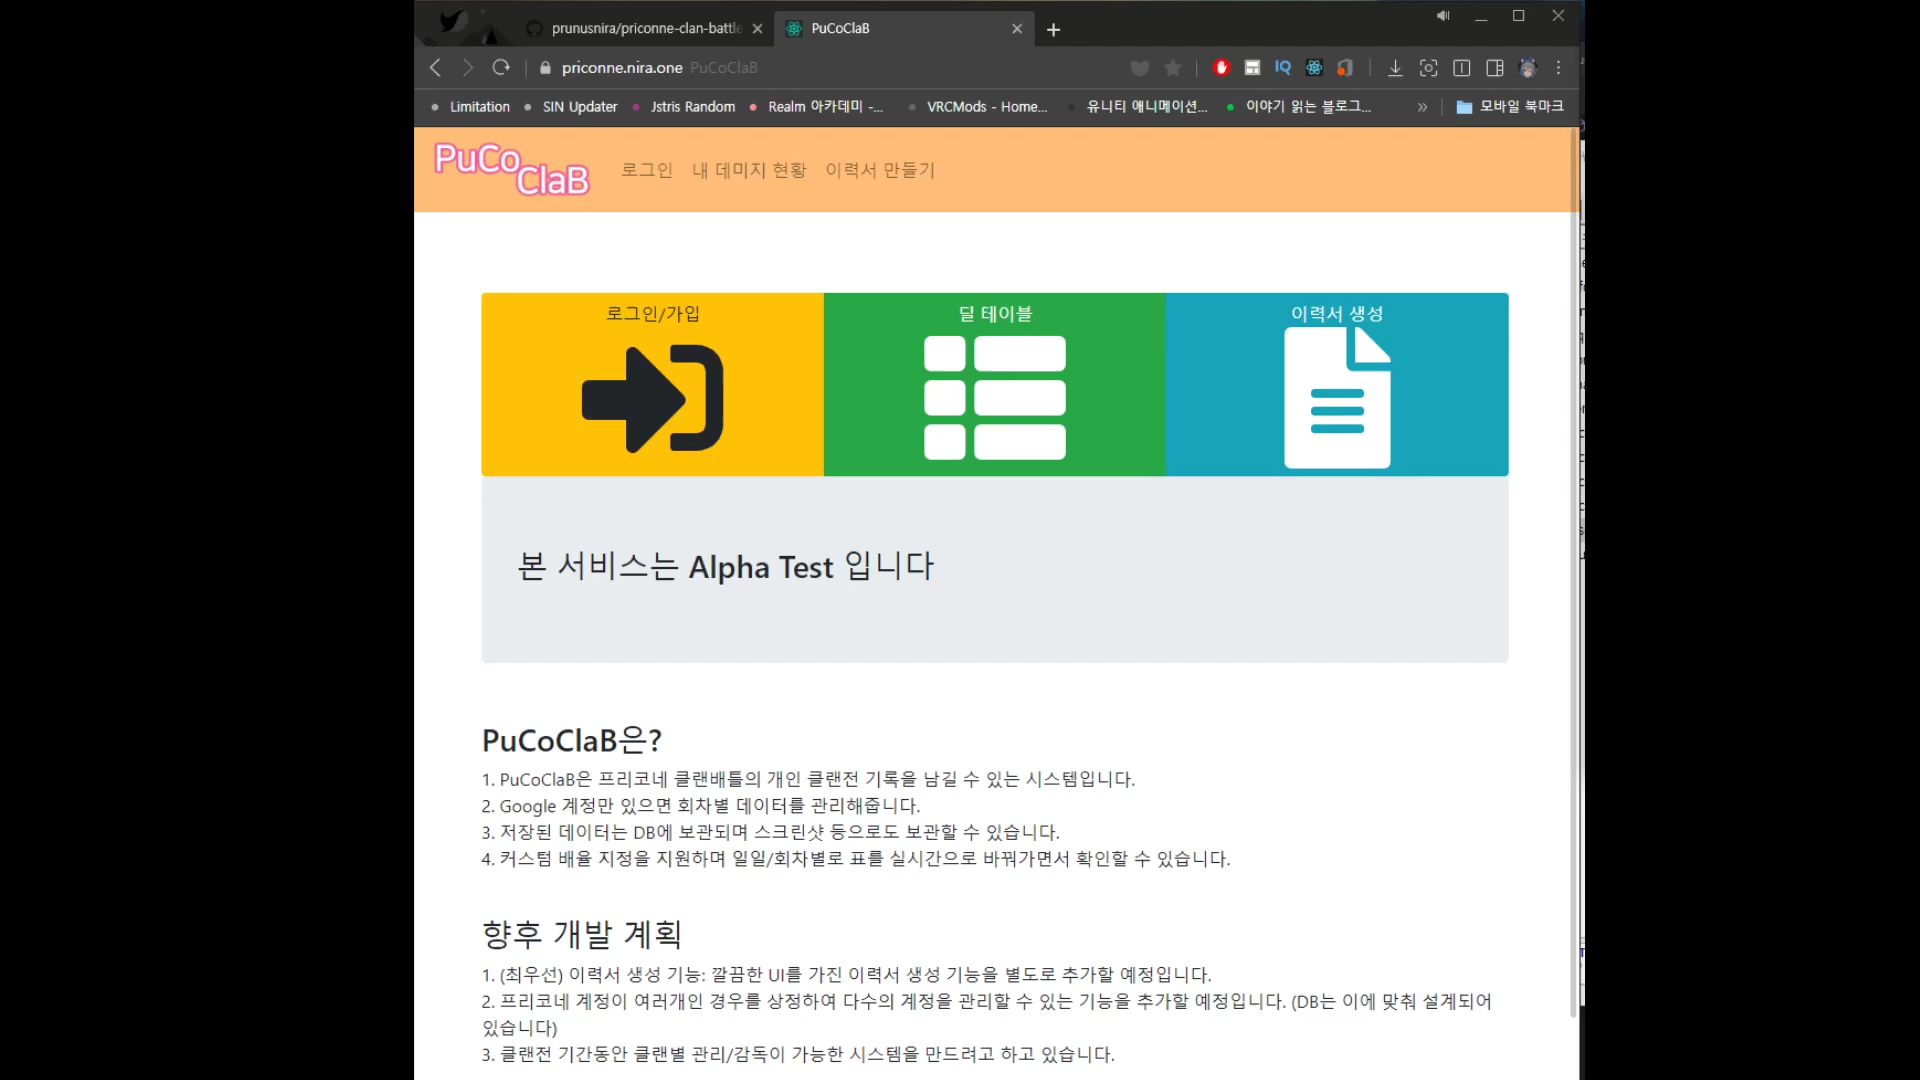 prunusnira/priconne-clan-battle
PuCoClaB
priconne.nira.one PuCoClaB
IQ
Limitation
SIN Updater
Jstris Random
Realm 아카데미 -...
VRCMods - Home...
유니티 애니메이션...
이야기 읽는 블로그...
»
모바일 북마크
PuCo
ClaB
로그인 내 데미지 현황 이력서 만들기
로그인/가입
딜 테이블
이력서 생성
본 서비스는 Alpha Test 입니다
PuCoClaB은?
1. PuCoClaB은 프리코네 클랜배틀의 개인 클랜전 기록을 남길 수 있는 시스템입니다.
2. Google 계정만 있으면 회차별 데이터를 관리해줍니다.
3. 저장된 데이터는 DB에 보관되며 스크린샷 등으로도 보관할 수 있습니다.
4. 커스텀 배율 지정을 지원하며 일일/회차별로 표를 실시간으로 바꿔가면서 확인할 수 있습니다.
향후 개발 계획
1. (최우선) 이력서 생성 기능: 깔끔한 UI를 가진 이력서 생성 기능을 별도로 추가할 예정입니다.
2. 프리코네 계정이 여러개인 경우를 상정하여 다수의 계정을 관리할 수 있는 기능을 추가할 예정입니다. (DB는 이에 맞춰 설계되어
있습니다)
3. 클랜전 기간동안 클랜별 관리/감독이 가능한 시스템을 만드려고 하고 있습니다.